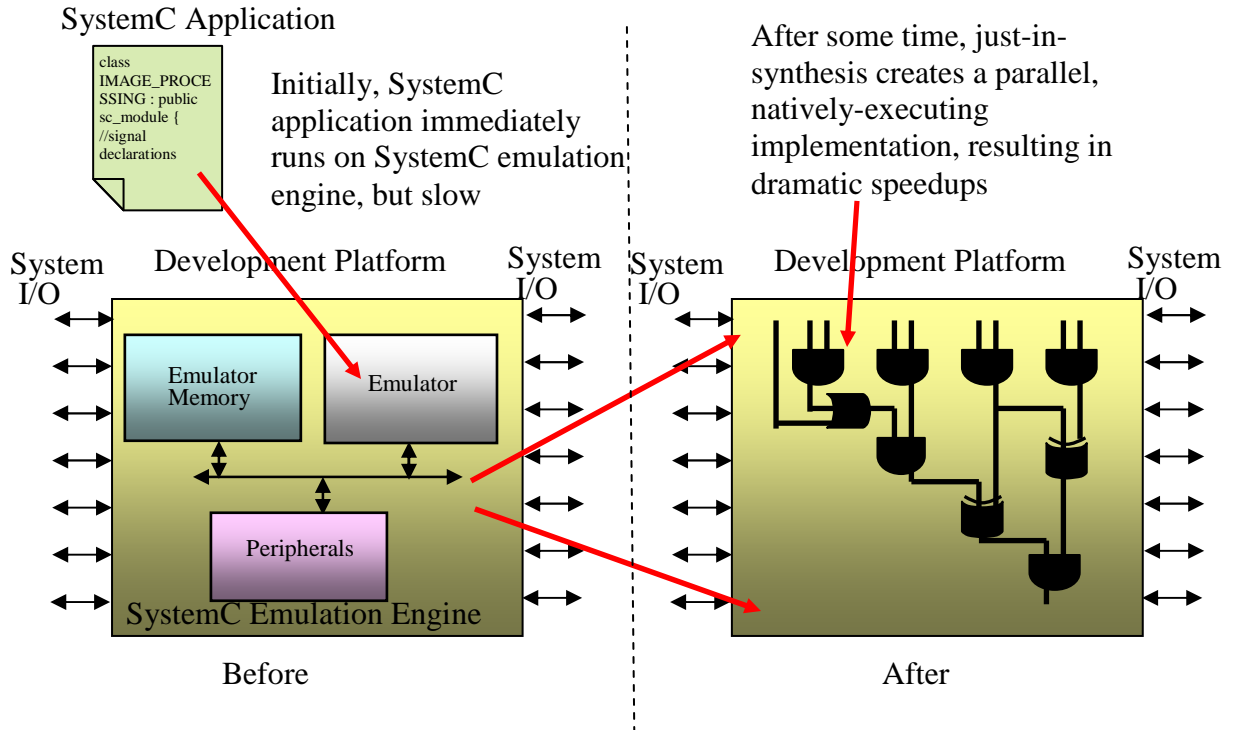 SystemC Application
class
IMAGE_PROCE
SSING : public
sc_module {
//signal
declarations
Initially, SystemC
application immediately
runs on SystemC emulation
engine, but slow
After some time, just-in-
synthesis creates a parallel,
natively-executing
implementation, resulting in
dramatic speedups
System
I/O
Development Platform
System
I/O
Emulator
Memory
Emulator
Peripherals
SystemC Emulation Engine
Before
System
I/O
Development Platform
System
I/O
After